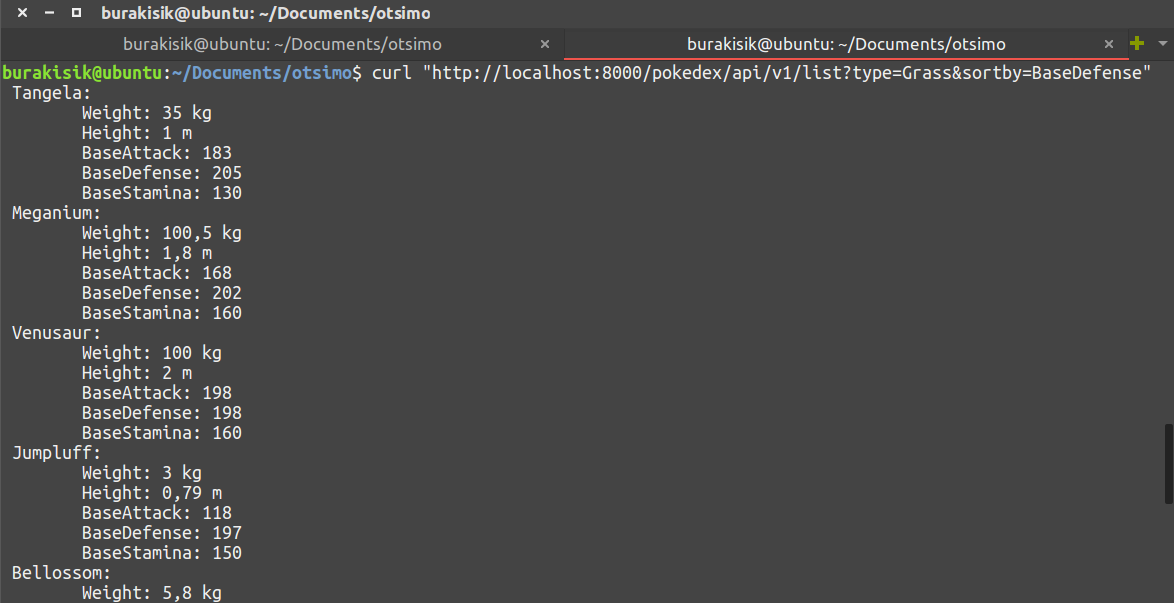 burakisik@ubuntu: ~/Documents/otsimo
burakisik@ubuntu: ~/Documents/otsimo
burakisik@ubuntu: ~/Documents/otsimo
burakisik@ubuntu:~/Documents/otsimo$ curl "http://localhost:8000/pokedex/api/v1/list?type=Grass&sortby=BaseDefense"
Tangela:
Weight: 35 kg
Height: 1 m
BaseAttack: 183
BaseDefense: 205
BaseStamina: 130
Meganium:
Weight: 100,5 kg
Height: 1,8 m
BaseAttack: 168
BaseDefense: 202
BaseStamina: 160
Venusaur:
Weight: 100 kg
Height: 2 m
BaseAttack: 198
BaseDefense: 198
BaseStamina: 160
Jumpluff:
Weight: 3 kg
Height: 0,79 m
BaseAttack: 118
BaseDefense: 197
BaseStamina: 150
Bellossom:
Weight: 5,8 kg